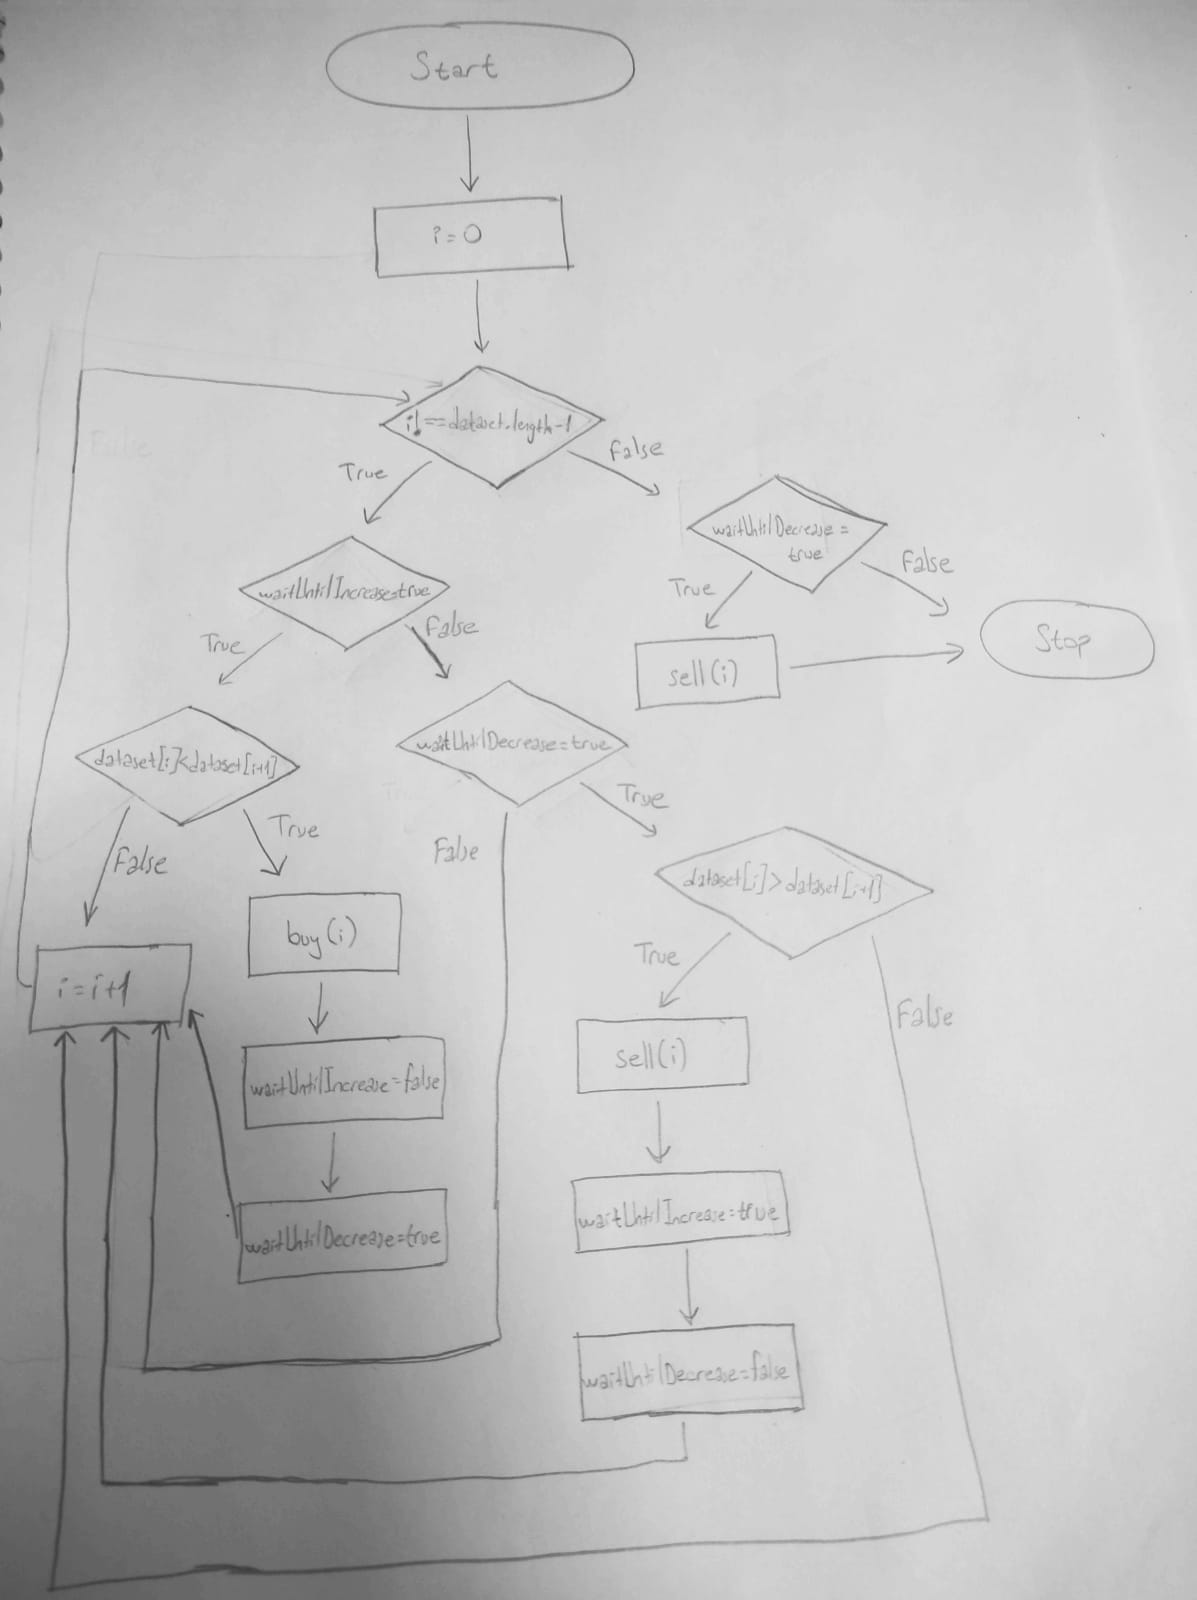 Start
i=0
i!==dataset.length-1
True
False
waitUntilDecrease=
true
waitUntilIncrease=true
True
False
True
False
sell(i)
Stop
dataset[i]<dataset[i+1]
waitUntilDecrease=true
False
True
False
True
dataset[i]>dataset[i+1]
buy(i)
True
False
i=i+1
sell(i)
waitUntilIncrease=false
waitUntilIncrease=true
waitUntilDecrease=true
waitUntilDecrease=false